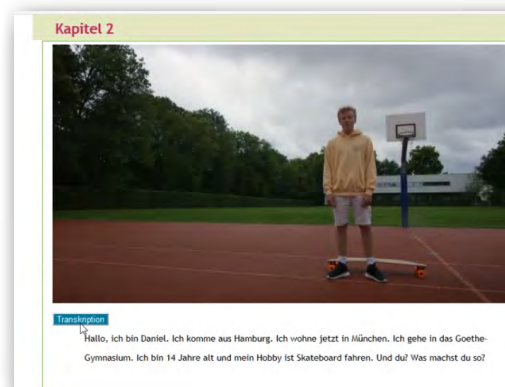 Kapitel 2
Transkription
Hallo, ich bin Daniel. Ich komme aus Hamburg. Ich wohne jetzt in München. Ich gehe in das Goethe-
Gymnasium. Ich bin 14 Jahre alt und mein Hobby ist Skateboard fahren. Und du? Was machst du so?